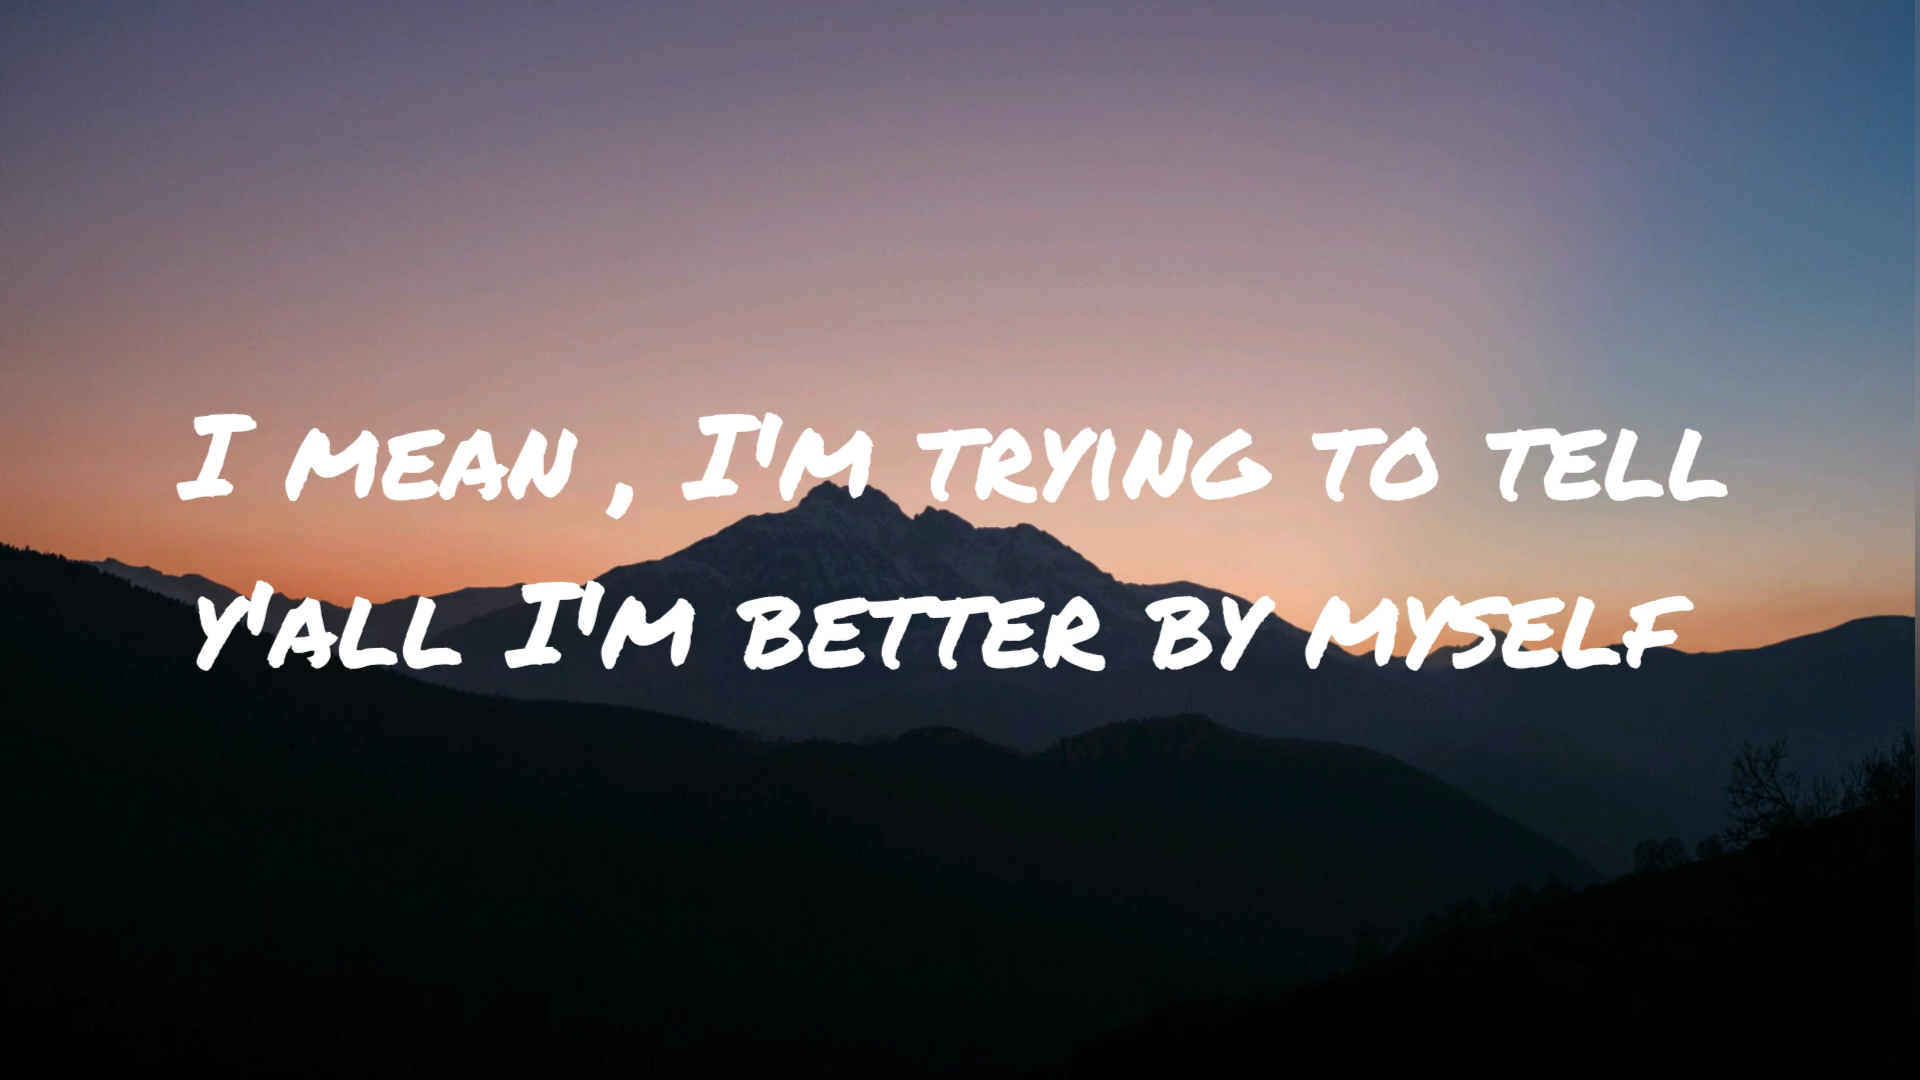 I MEAN , I'M TRYING TO TELL
Y'ALL I'M BETTER BY MYSELF